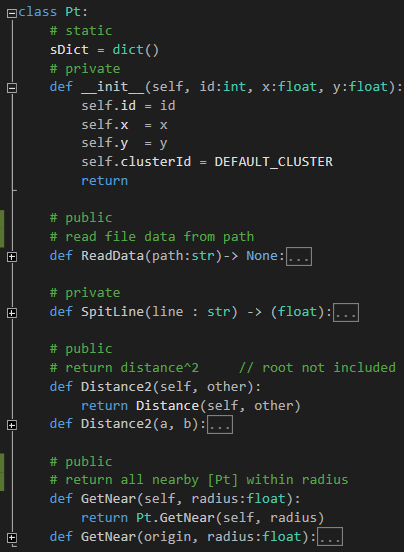 class Pt:
    # static
    sDict = dict()
    # private
    def __init__(self, id:int, x:float, y:float):
        self.id = id
        self.x  = x
        self.y  = y
        self.clusterId = DEFAULT_CLUSTER
        return
    # public
    # read file data from path
    def ReadData(path:str)-> None:...
    # private
    def SpitLine(line : str) -> (float):...
    # public
    # return distance^2     // root not included
    def Distance2(self, other):
        return Distance(self, other)
    def Distance2(a, b):...
    # public
    # return all nearby [Pt] within radius
    def GetNear(self, radius:float):
        return Pt.GetNear(self, radius)
    def GetNear(origin, radius:float):...